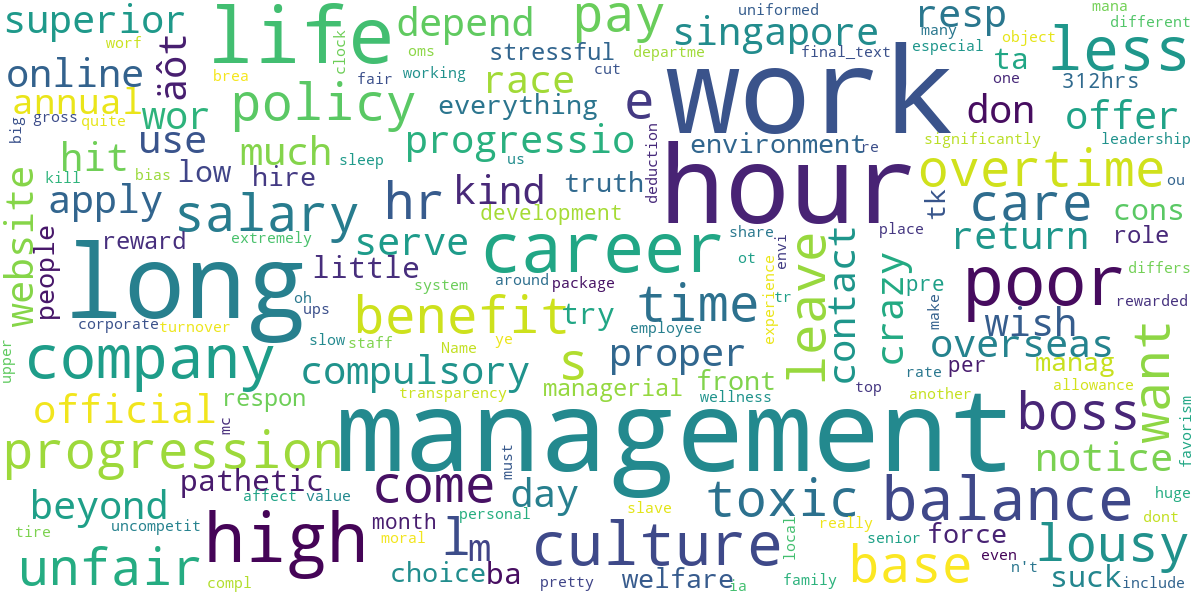 superior
life
depend
pay
uniformed
resp
mana
different
worf
äôt
clock
oms
stressful
singapore
many
especial
less
object
online
brea
fair
working
departme
cut
final_text
ta
one
312hrs
annual
wor
policy
race
e
work
don
offer
big
gross
quite
use
everything
significantly
leadership
hit
much
sleep
progressio
us
deduction
environment
re
overtime
kill
bias
low
hire
hr
kind
truth
hour
ou
website
apply
salary
development
tk
care
cons
people
reward
extremely
serve
career
share
place
return
role
long
little
system
around
package
ot
envi
leave
contact
crazy
pre
poor
differs
oh
ups
benefit
try
time
tr
experience
make
wish
rewarded
corporate
turnover
slow
staff
Name
ye
employee
overseas
want
upper
company
compulsory
s
proper
rate
per
manag
transparency
managerial
front
wellness
top
another
allowance
official
respon
mc
management
boss
favorism
progression
must
notice
pathetic
come
day
toxic
balance
beyond
affect value
huge
tire
uncompetit
high
month
personal
slave
local
really
dont
moral
lm
culture
senior
force
lousy
unfair
compl
choice
ba
pretty
welfare
ia
family
base
even
n't
suck
include